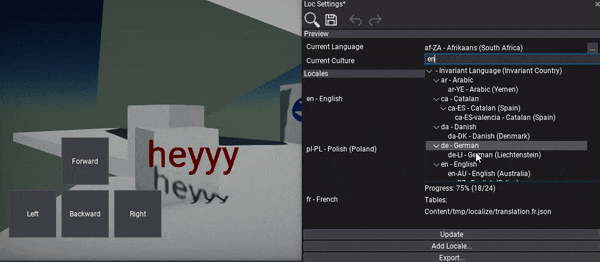 heyyy
heyyy
Forward
Left
Backward
Right
Loc Settings*
Preview
Current Language
af-ZA - Afrikaans (South Africa)
...
Current Culture
en
Locales
- Invariant Language (Invariant Country)
ar - Arabic
ar-YE - Arabic (Yemen)
ca - Catalan
ca-ES - Catalan (Spain)
ca-ES-valencia - Catalan (Spain)
da - Danish
da-DK - Danish (Denmark)
de - German
de-LI - German (Liechtenstein)
en - English
en-AU - English (Australia)
en - English
pl-PL - Polish (Poland)
fr - French
Progress: 75% (18/24)
Tables:
Content/tmp/localize/translation.fr.json
Update
Add Locale...
Export...